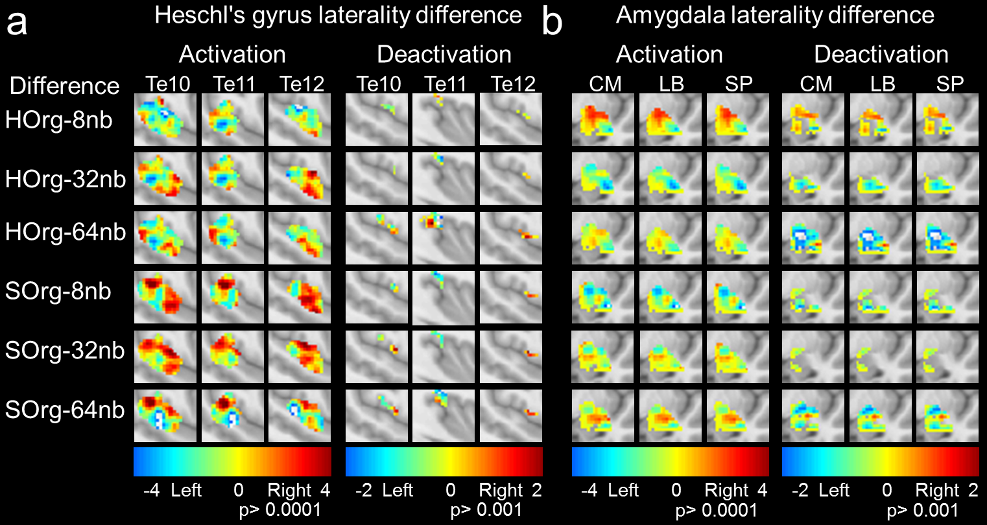 a Heschl's gyrus laterality difference b Amygdala laterality difference
Activation Deactivation Activation Deactivation
Difference Te10 Te11 Te12 Te10 Te11 Te12 CM LB SP CM LB SP
HOrg-8nb
HOrg-32nb
HOrg-64nb
SOrg-8nb
SOrg-32nb
SOrg-64nb
-4 Left 0 Right 4 -2 Left 0 Right 2 -4 Left 0 Right 4 -2 Left 0 Right 2
p> 0.0001 p> 0.001 p> 0.0001 p> 0.001